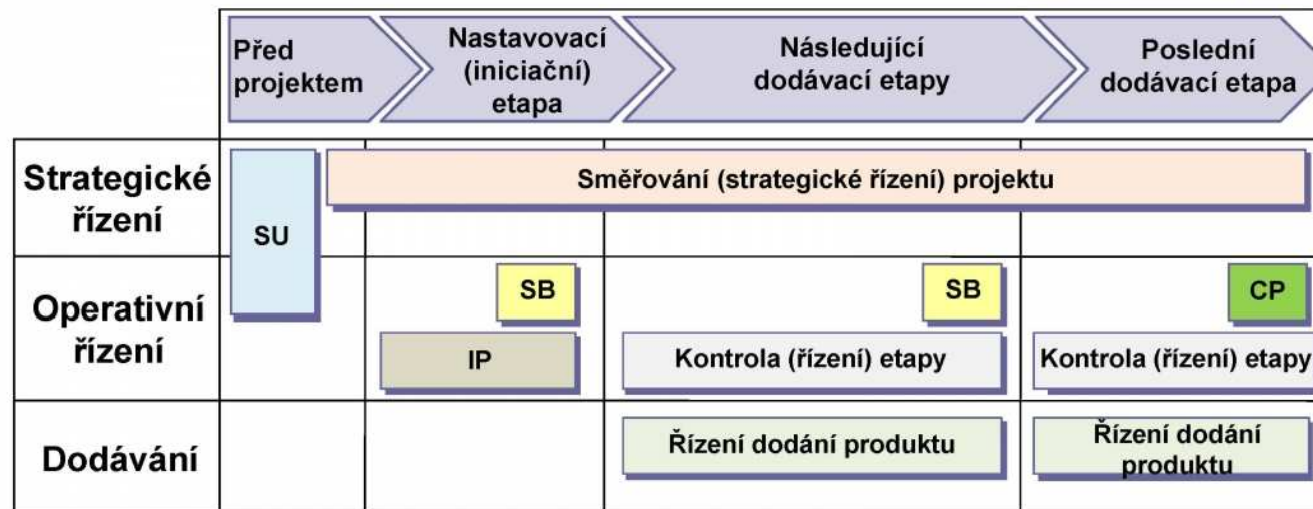 Před
projektem
Nastavovací
(iniciační)
etapa
Následující
dodávací etapy
Poslední
dodávací etapa
Strategické
řízení
SU
Směřování (strategické řízení) projektu
Operativní
řízení
SB
SB
CP
IP
Kontrola (řízení) etapy
Kontrola (řízení) etapy
Dodávání
Řízení dodání produktu
Řízení dodání
produktu